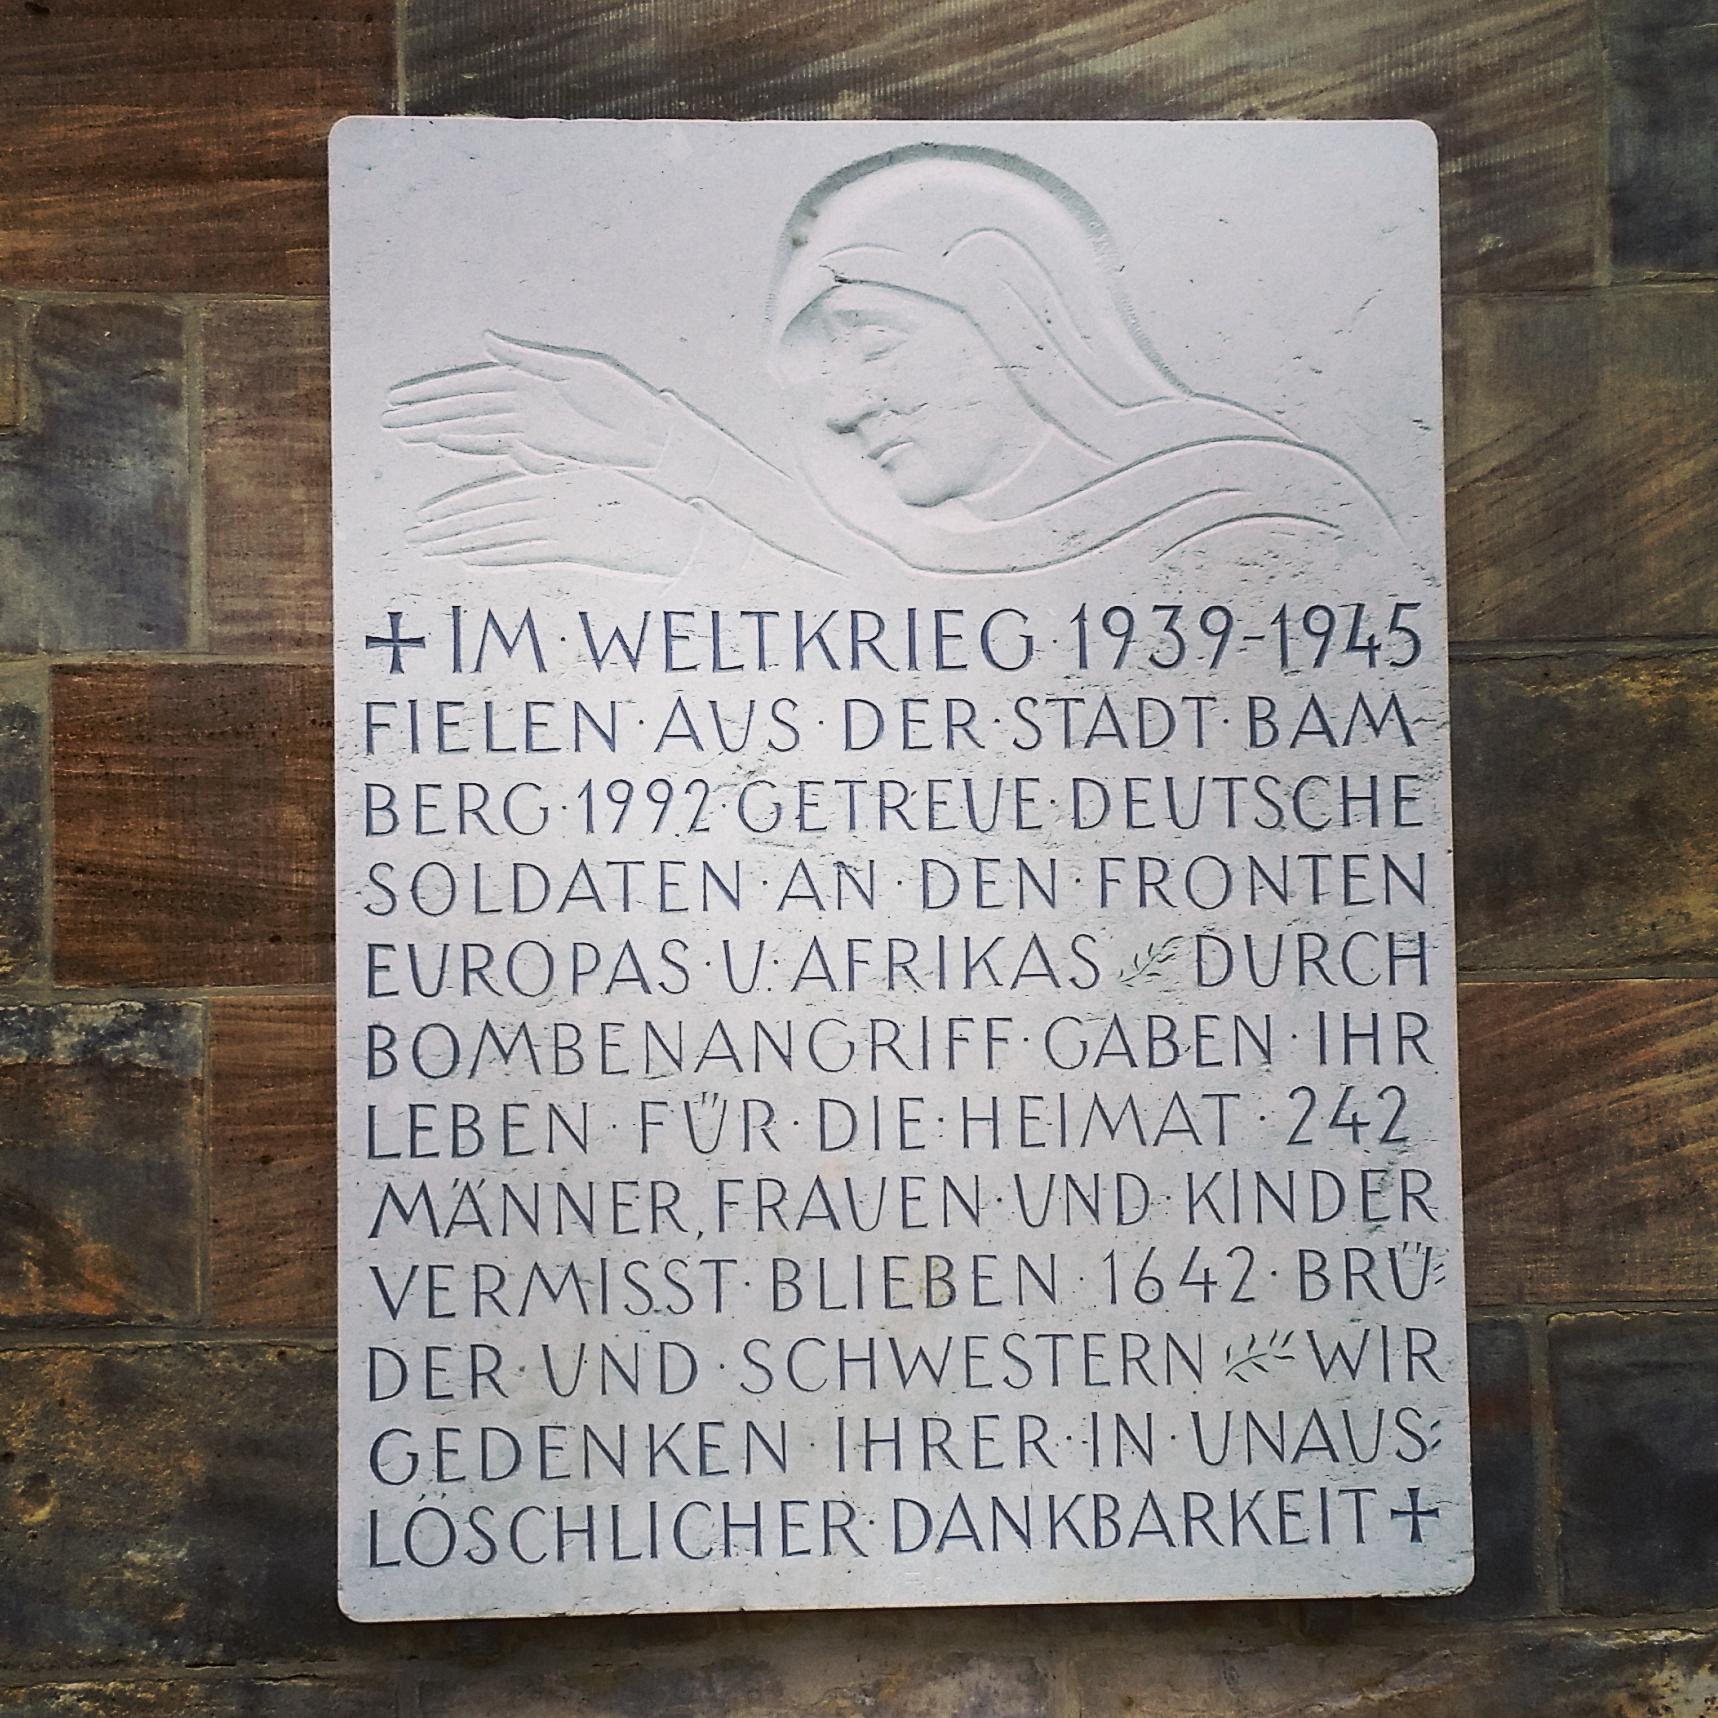 ✠ IM · WELTKRIEG · 1939-1945
FIELEN · AUS · DER · STADT · BAM
BERG · 1992 · GETREUE · DEUTSCHE
SOLDATEN · AN · DEN · FRONTEN
EUROPAS · U. AFRIKAS DURCH
BOMBENANGRIFF · GABEN · IHR
LEBEN · FÜR · DIE · HEIMAT · 242
MÄNNER, FRAUEN · UND · KINDER
VERMISST · BLIEBEN · 1642 · BRÜ-
DER · UND · SCHWESTERN WIR
GEDENKEN · IHRER · IN · UNAUS-
LÖSCHLICHER · DANKBARKEIT ✠